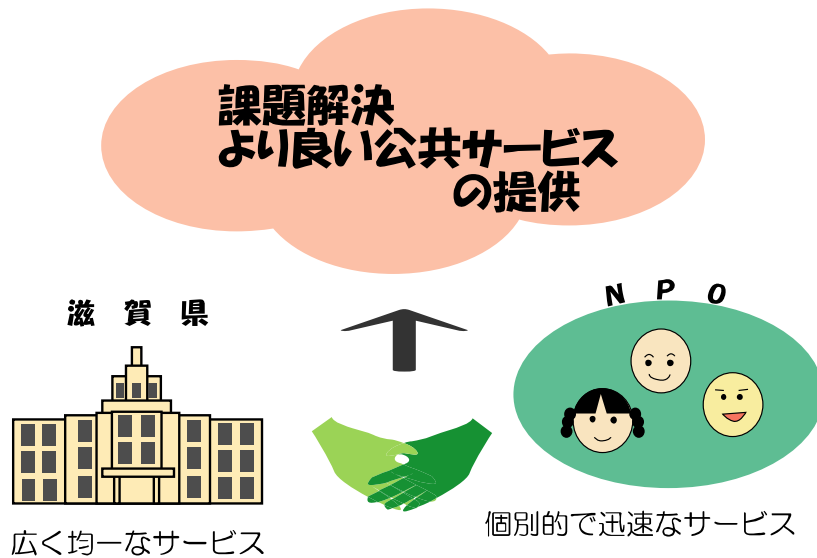 課題解決
より良い公共サービス
の提供
滋賀県
NPO
広く均一なサービス
個別的で迅速なサービス